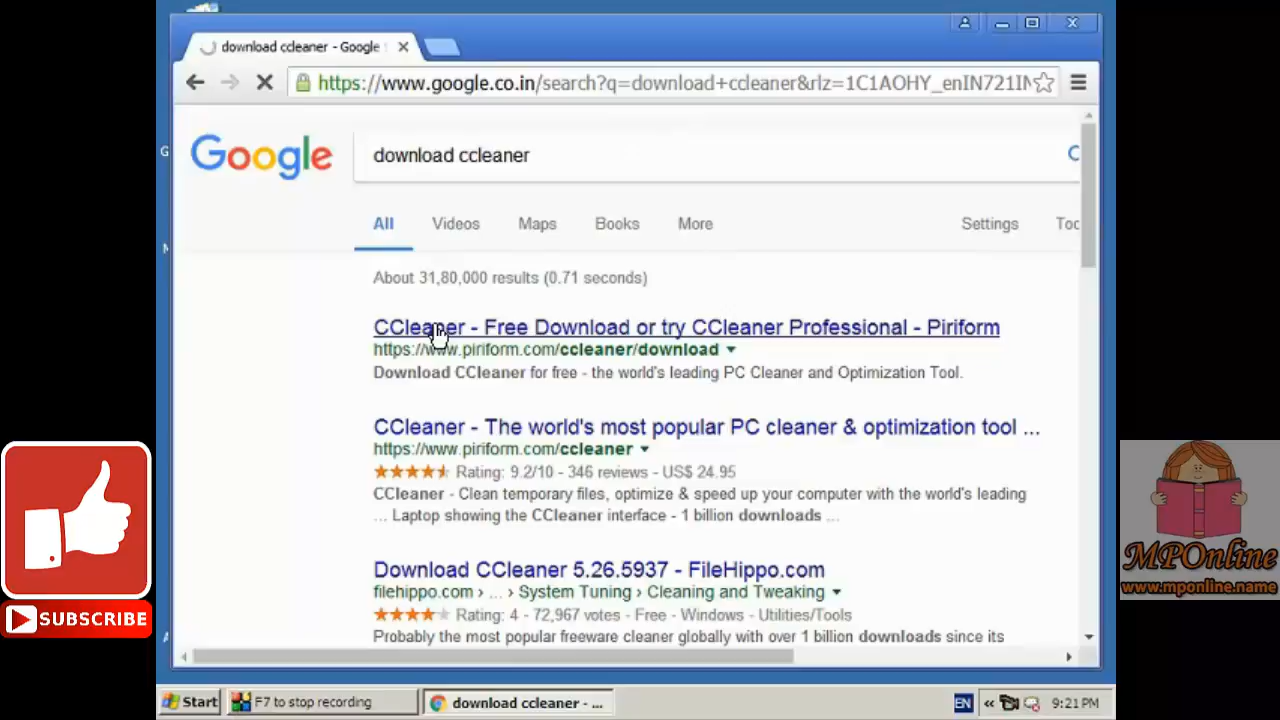 download ccleaner - Google
https://www.google.co.in/search?q=download+ccleaner&rlz=1C1AOHY_enIN721IN
Google
download ccleaner
All Videos Maps Books More Settings Too
About 31,80,000 results (0.71 seconds)
CCleaner - Free Download or try CCleaner Professional - Piriform
https://www.piriform.com/ccleaner/download
Download CCleaner for free - the world's leading PC Cleaner and Optimization Tool.
CCleaner - The world's most popular PC cleaner & optimization tool ...
https://www.piriform.com/ccleaner
Rating: 9.2/10 - 346 reviews - US$ 24.95
CCleaner - Clean temporary files, optimize & speed up your computer with the world's leading
... Laptop showing the CCleaner interface - 1 billion downloads ...
Download CCleaner 5.26.5937 - FileHippo.com
filehippo.com › ... › System Tuning › Cleaning and Tweaking
Rating: 4 - 72,967 votes - Free - Windows - Utilities/Tools
Probably the most popular freeware cleaner globally with over 1 billion downloads since its
SUBSCRIBE
MPOnline
www.mponline.name
Start
F7 to stop recording
download ccleaner - ...
EN
«
9:21 PM